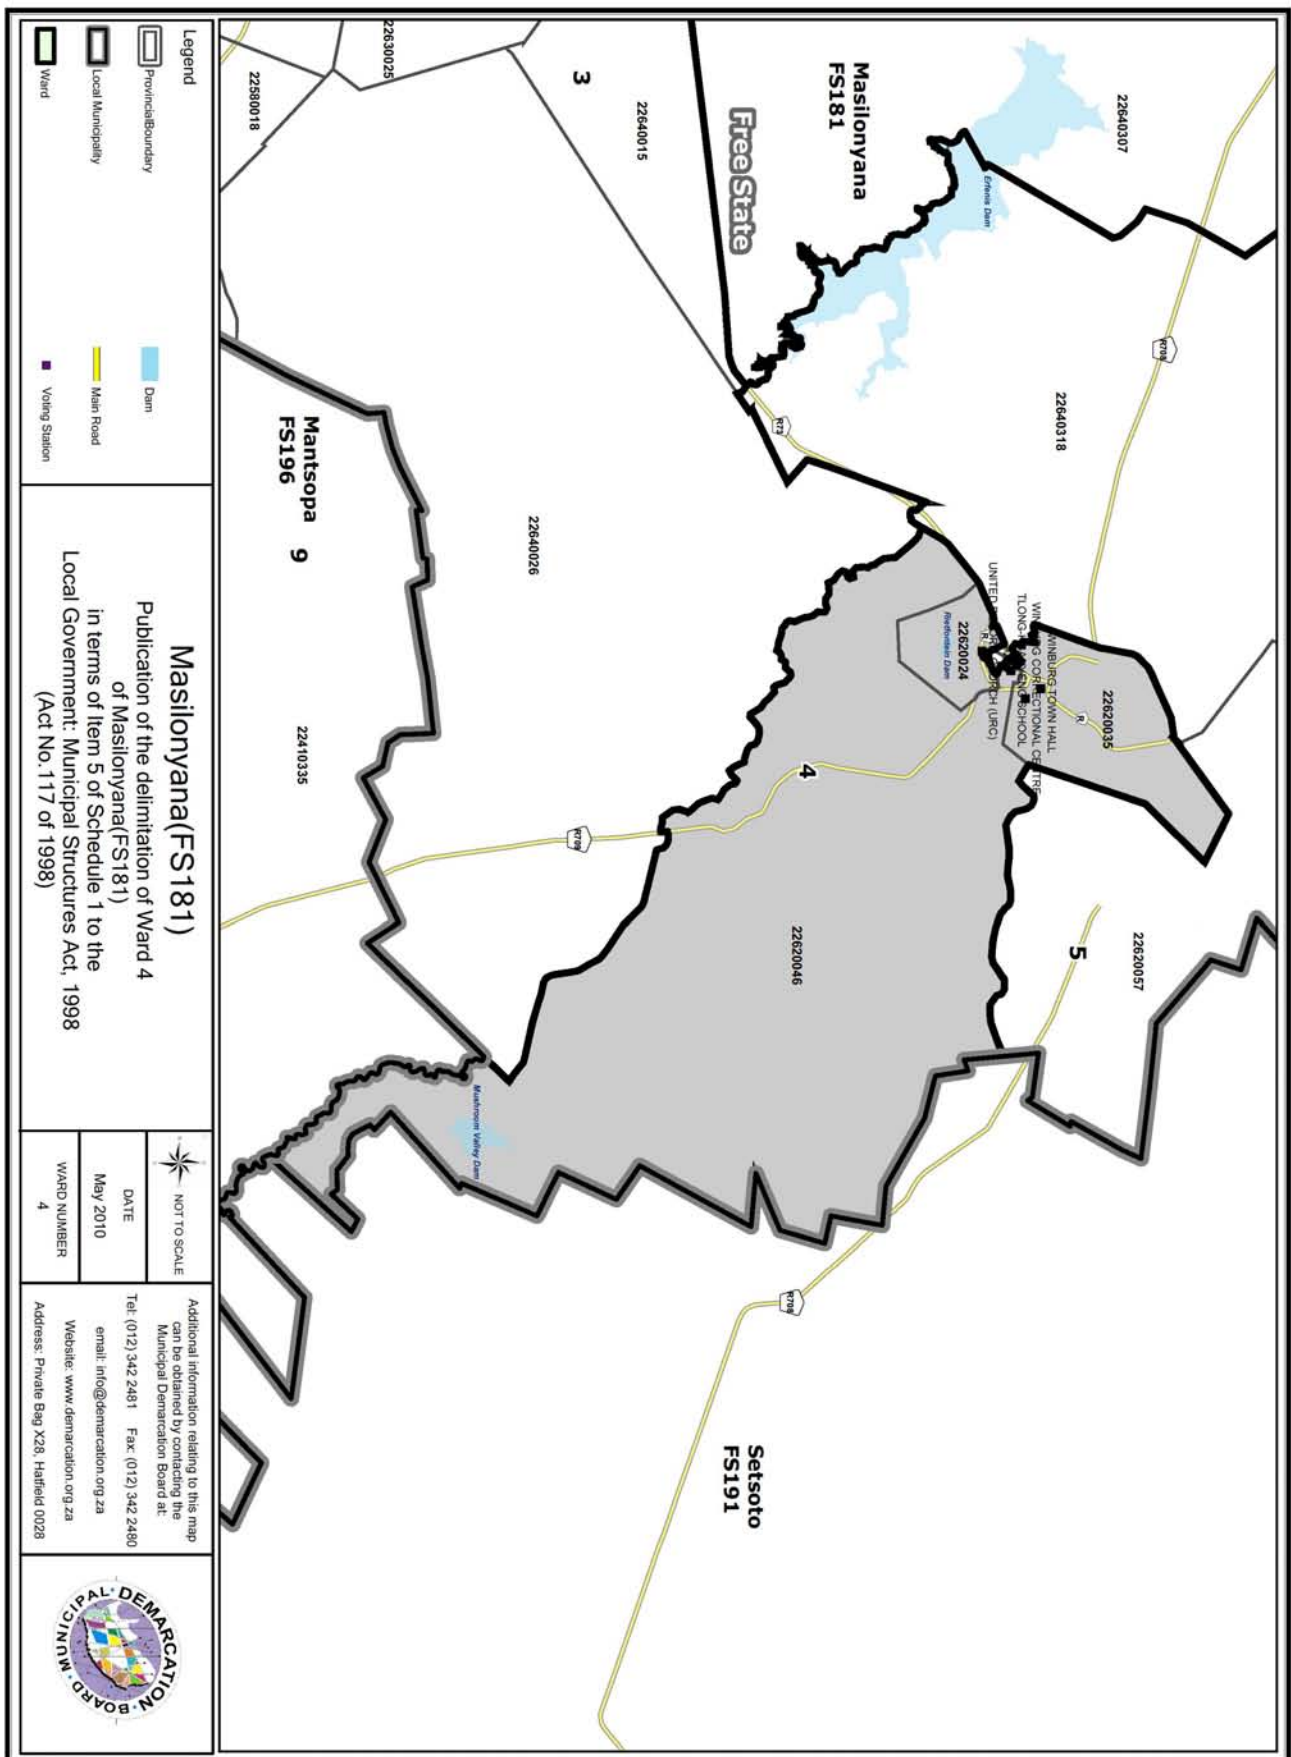 22640307
Masilonyana
FS181
Erfenis Dam
R708
22640318
Free State
22640015
3
22630025
22580018
R73
22640026
Mantsopa 9
FS196
22410335
R709
WINBURG TOWN HALL
CORRECTIONAL CENTRE
SCHOOL
(URC)
22620035
R
R
22620024
Rietfontein Dam
4
22620046
22620057
5
Mushroom Valley Dam
R708
Setsoto
FS191
Legend
ProvincialBoundary
Local Municipality
Ward
Dam
Main Road
Voting Station
Masilonyana(FS181)
Publication of the delimitation of Ward 4
of Masilonyana(FS181)
in terms of Item 5 of Schedule 1 to the
Local Government: Municipal Structures Act, 1998
(Act No.117 of 1998)
NOT TO SCALE
DATE
May 2010
WARD NUMBER
4
Additional information relating to this map
can be obtained by contacting the
Municipal Demarcation Board at:
Tel: (012) 342 2481 Fax: (012) 342 2480
email: info@demarcation.org.za
Website: www.demarcation.org.za
Address: Private Bag X28, Hatfield 0028
MUNICIPAL DEMARCATION BOARD